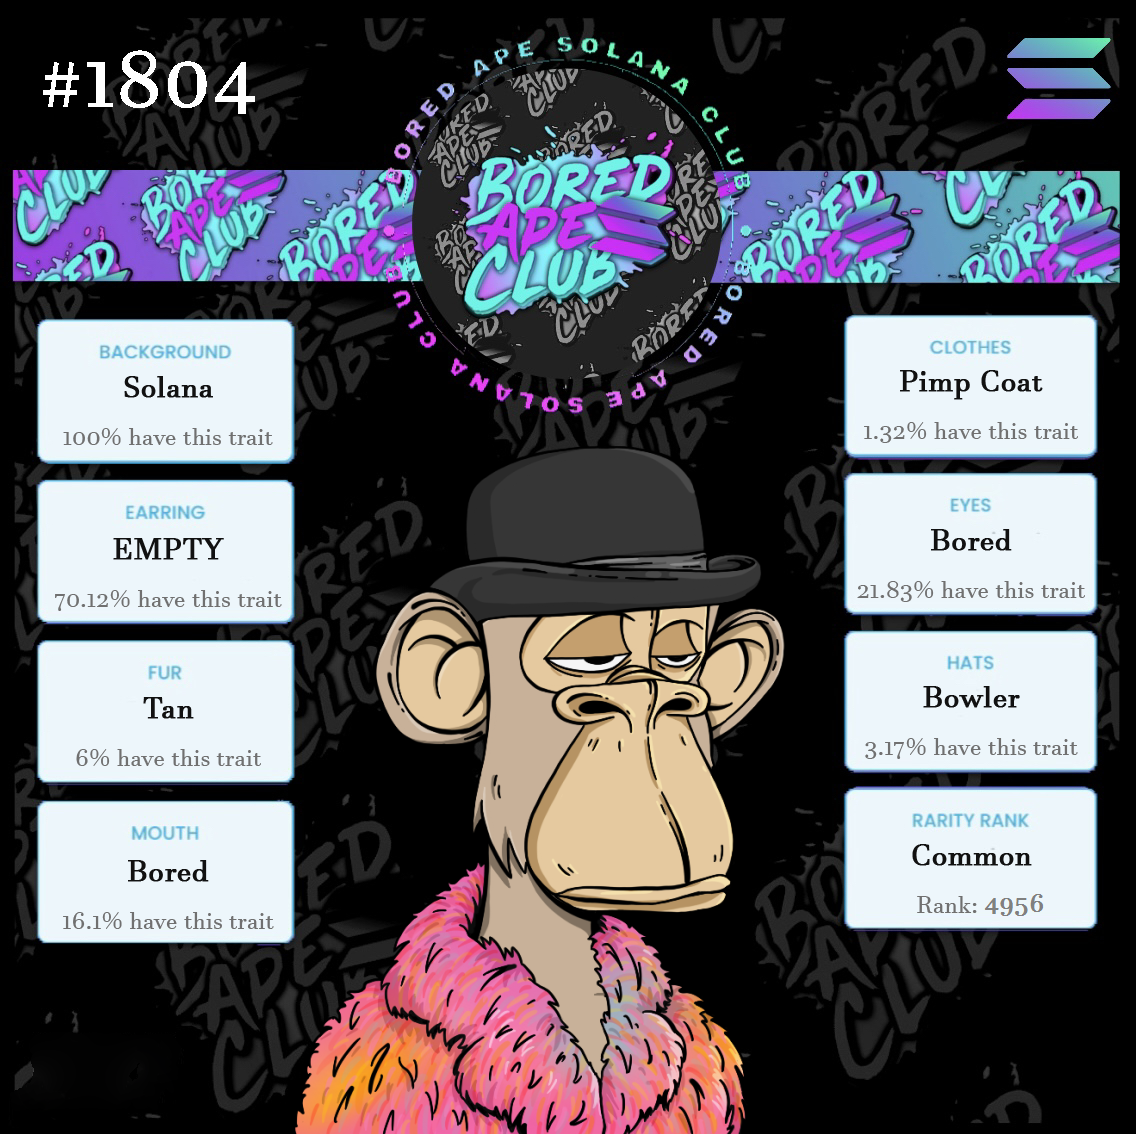 #1804
BORED APE SOLANA CLUB
BORED APE SOLANA CLUB
BORED
APE
CLUB
BACKGROUND
Solana
100% have this trait
EARRING
EMPTY
70.12% have this trait
FUR
Tan
6% have this trait
MOUTH
Bored
16.1% have this trait
CLOTHES
Pimp Coat
1.32% have this trait
EYES
Bored
21.83% have this trait
HATS
Bowler
3.17% have this trait
RARITY RANK
Common
Rank: 4956